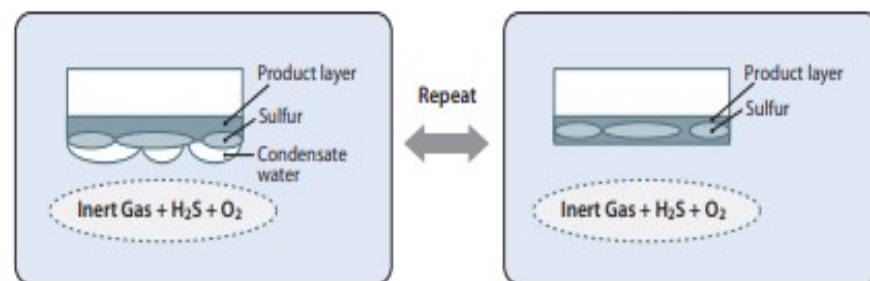 Product layer
Sulfur
Condensate
water
Inert Gas + H₂S + O₂
Repeat
Product layer
Sulfur
Inert Gas + H₂S + O₂